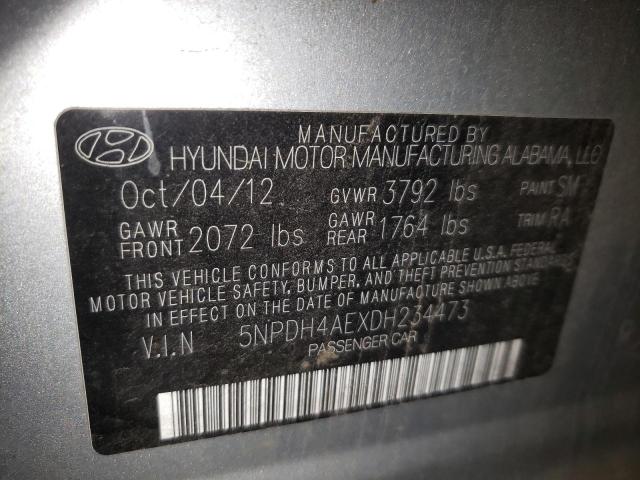 MANUFACTURED BY
HYUNDAI MOTOR MANUFACTURING ALABAMA, LLC
Oct/04/12 GVWR 3792 lbs PAINT SM
GAWR FRONT 2072 lbs GAWR REAR 1764 lbs TRIM RA
THIS VEHICLE CONFORMS TO ALL APPLICABLE U.S.A. FEDERAL
MOTOR VEHICLE SAFETY, BUMPER, AND THEFT PREVENTION STANDARDS
IN EFFECT ON THE DATE OF MANUFACTURE SHOWN ABOVE.
V.I.N 5NPDH4AEXDH234473
PASSENGER CAR